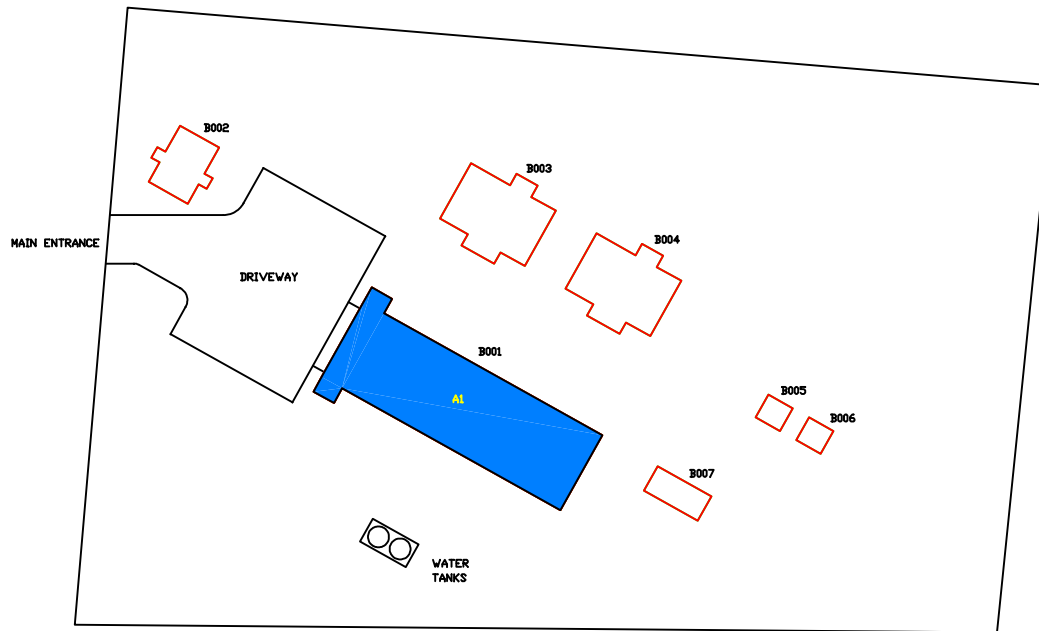 B002
B003
MAIN ENTRANCE
B004
DRIVEWAY
B001
A1
B005
B006
B007
WATER
TANKS